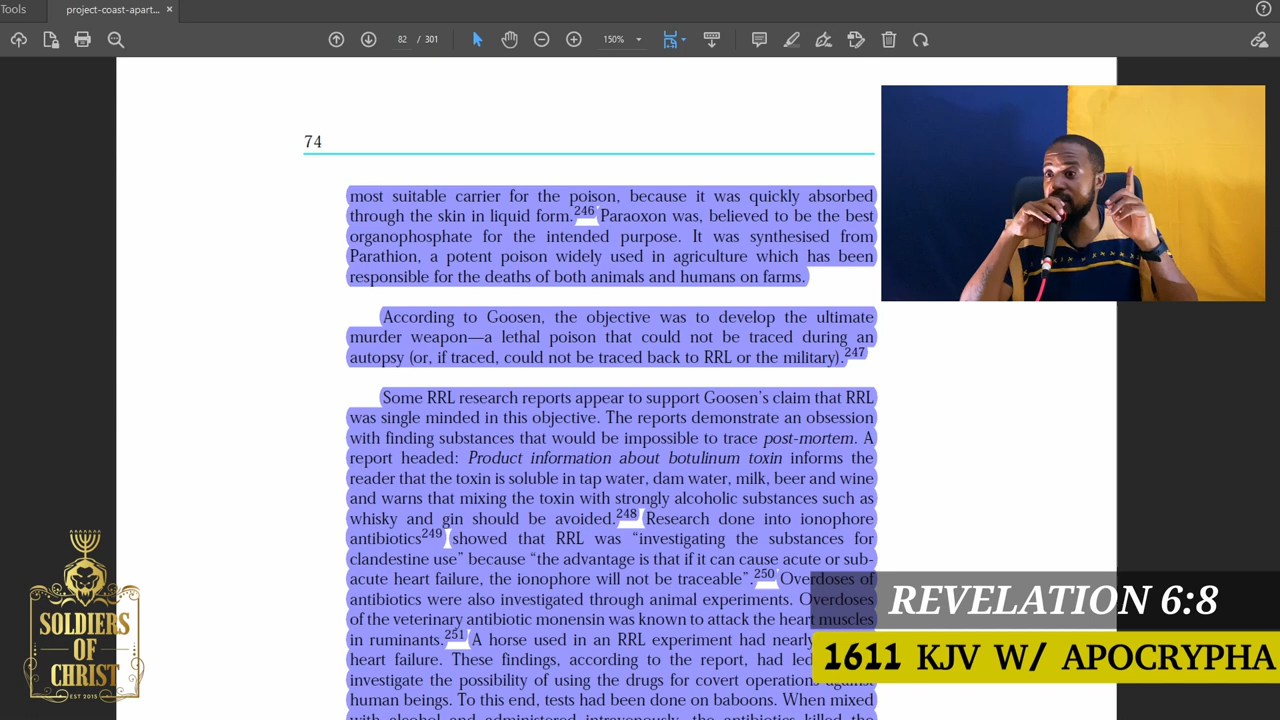 Tools
project-coast-apart... ×
82 / 301
150%
74
most suitable carrier for the poison, because it was quickly absorbed
through the skin in liquid form.246 Paraoxon was, believed to be the best
organophosphate for the intended purpose. It was synthesised from
Parathion, a potent poison widely used in agriculture which has been
responsible for the deaths of both animals and humans on farms.
According to Goosen, the objective was to develop the ultimate
murder weapon—a lethal poison that could not be traced during an
autopsy (or, if traced, could not be traced back to RRL or the military).247
Some RRL research reports appear to support Goosen's claim that RRL
was single minded in this objective. The reports demonstrate an obsession
with finding substances that would be impossible to trace post-mortem. A
report headed: Product information about botulinum toxin informs the
reader that the toxin is soluble in tap water, dam water, milk, beer and wine
and warns that mixing the toxin with strongly alcoholic substances such as
whisky and gin should be avoided.248 Research done into ionophore
antibiotics249 showed that RRL was “investigating the substances for
clandestine use” because “the advantage is that if it can cause acute or sub-
acute heart failure, the ionophore will not be traceable”.250 Overdoses of
antibiotics were also investigated through animal experiments. Overdoses
of the veterinary antibiotic monensin was known to attack the heart muscles
in ruminants.251 A horse used in an RRL experiment had nearly
heart failure. These findings, according to the report, had led
investigate the possibility of using the drugs for covert operations against
human beings. To this end, tests had been done on baboons. When mixed
with alcohol and administered intravenously, the antibiotics killed the
REVELATION 6:8
1611 KJV W/ APOCRYPHA
SOLDIERS
OF
CHRIST
EST 2015